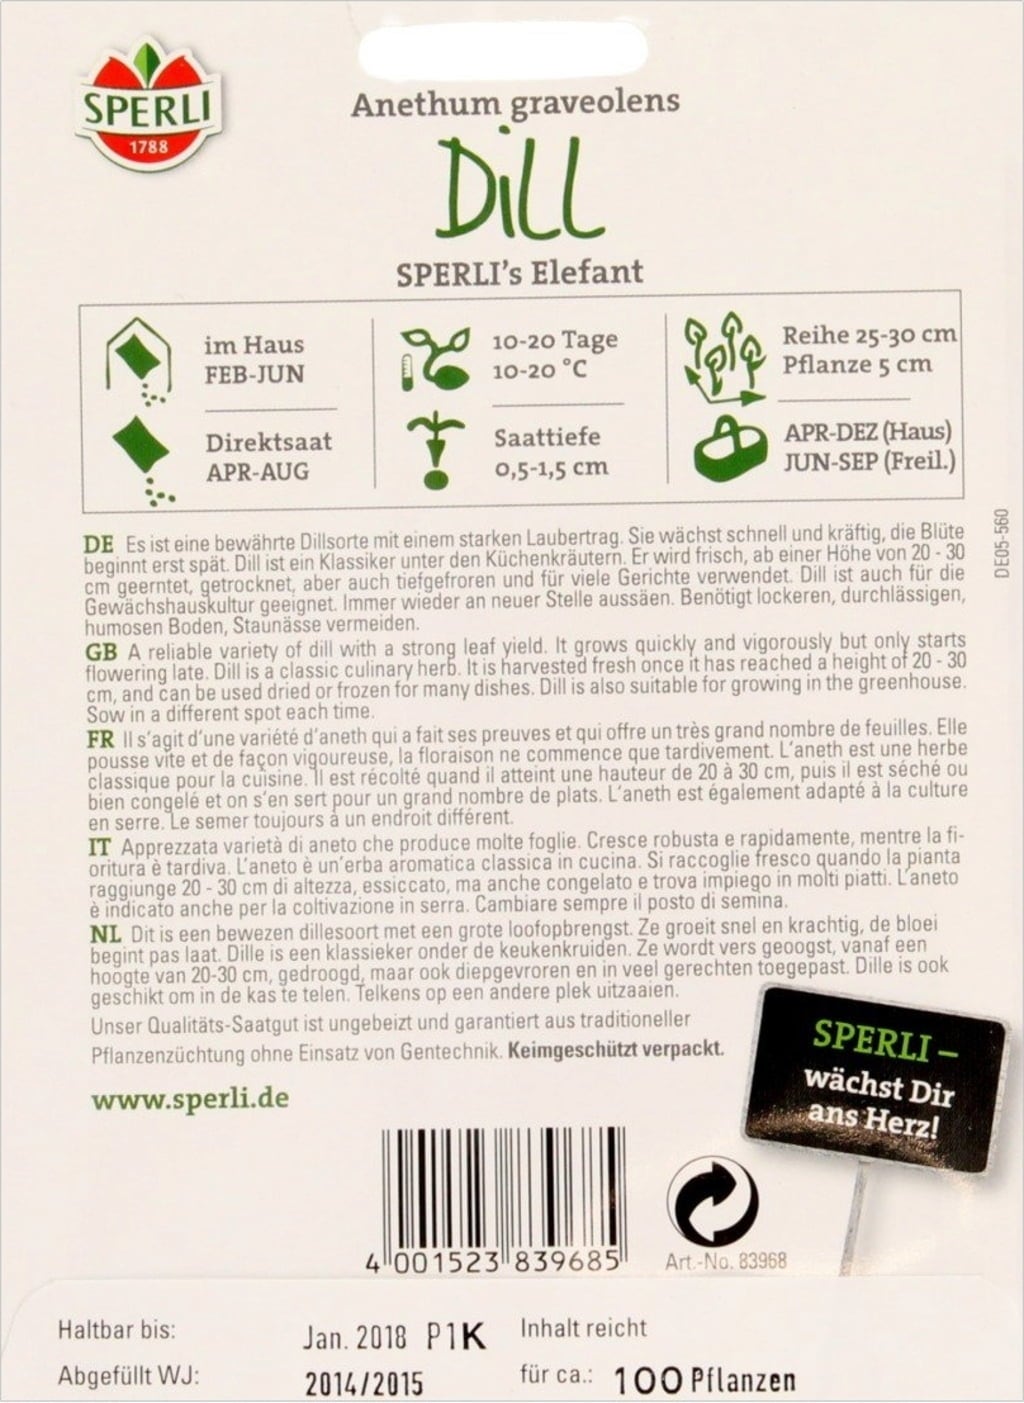 SPERLI
1788
Anethum graveolens
Dill
SPERLI's Elefant
im Haus
FEB-JUN
Direktsaat
APR-AUG
10-20 Tage
10-20 °C
Saattiefe
0,5-1,5 cm
Reihe 25-30 cm
Pflanze 5 cm
APR-DEZ (Haus)
JUN-SEP (Freil.)
DE05-560
DE Es ist eine bewährte Dillsorte mit einem starken Laubertrag. Sie wächst schnell und kräftig, die Blüte
beginnt erst spät. Dill ist ein Klassiker unter den Küchenkräutern. Er wird frisch, ab einer Höhe von 20 - 30
cm geerntet, getrocknet, aber auch tiefgefroren und für viele Gerichte verwendet. Dill ist auch für die
Gewächshauskultur geeignet. Immer wieder an neuer Stelle aussäen. Benötigt lockeren, durchlässigen,
humosen Boden, Staunässe vermeiden.
GB A reliable variety of dill with a strong leaf yield. It grows quickly and vigorously but only starts
flowering late. Dill is a classic culinary herb. It is harvested fresh once it has reached a height of 20 - 30
cm, and can be used dried or frozen for many dishes. Dill is also suitable for growing in the greenhouse.
Sow in a different spot each time.
FR Il s'agit d'une variété d'aneth qui a fait ses preuves et qui offre un très grand nombre de feuilles. Elle
pousse vite et de façon vigoureuse, la floraison ne commence que tardivement. L'aneth est une herbe
classique pour la cuisine. Il est récolté quand il atteint une hauteur de 20 à 30 cm, puis il est séché ou
bien congelé et on s'en sert pour un grand nombre de plats. L'aneth est également adapté à la culture
en serre. Le semer toujours à un endroit différent.
IT Apprezzata varietà di aneto che produce molte foglie. Cresce robusta e rapidamente, mentre la fi-
oritura è tardiva. L'aneto è un'erba aromatica classica in cucina. Si raccoglie fresco quando la pianta
raggiunge 20 - 30 cm di altezza, essiccato, ma anche congelato e trova impiego in molti piatti. L'aneto
è indicato anche per la coltivazione in serra. Cambiare sempre il posto di semina.
NL Dit is een bewezen dillesoort met een grote loofopbrengst. Ze groeit snel en krachtig, de bloei
begint pas laat. Dille is een klassieker onder de keukenkruiden. Ze wordt vers geoogst, vanaf een
hoogte van 20-30 cm, gedroogd, maar ook diepgevroren en in veel gerechten toegepast. Dille is ook
geschikt om in de kas te telen. Telkens op een andere plek uitzaaien.
Unser Qualitäts-Saatgut ist ungebeizt und garantiert aus traditioneller
Pflanzenzüchtung ohne Einsatz von Gentechnik. Keimgeschützt verpackt.
www.sperli.de
SPERLI –
wächst Dir
ans Herz!
4 001523 839685
Art.-No. 83968
Haltbar bis: Jan. 2018 P1K
Abgefüllt WJ: 2014/2015
Inhalt reicht
für ca.: 100 Pflanzen